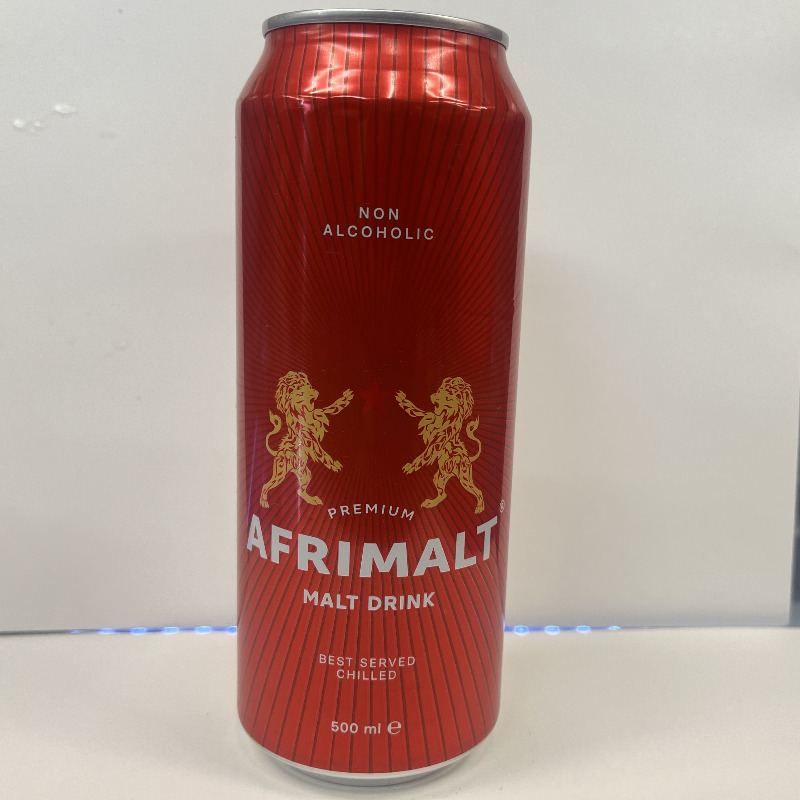 NON
ALCOHOLIC
PREMIUM
AFRIMALT®
MALT DRINK
BEST SERVED
CHILLED
500 ml ℮